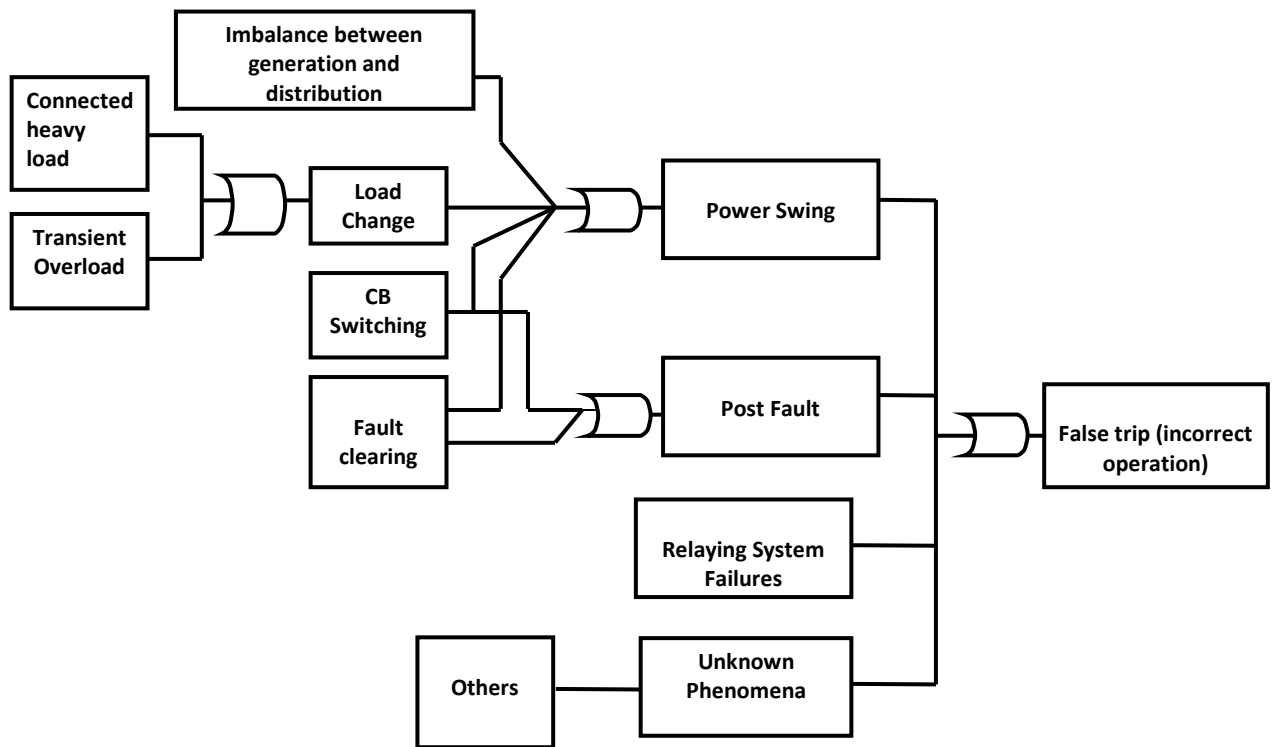 Imbalance between
generation and
distribution
Connected
heavy
load
Transient
Overload
Load
Change
CB
Switching
Fault
clearing
Power Swing
Post Fault
Relaying System
Failures
Others
Unknown
Phenomena
False trip (incorrect
operation)